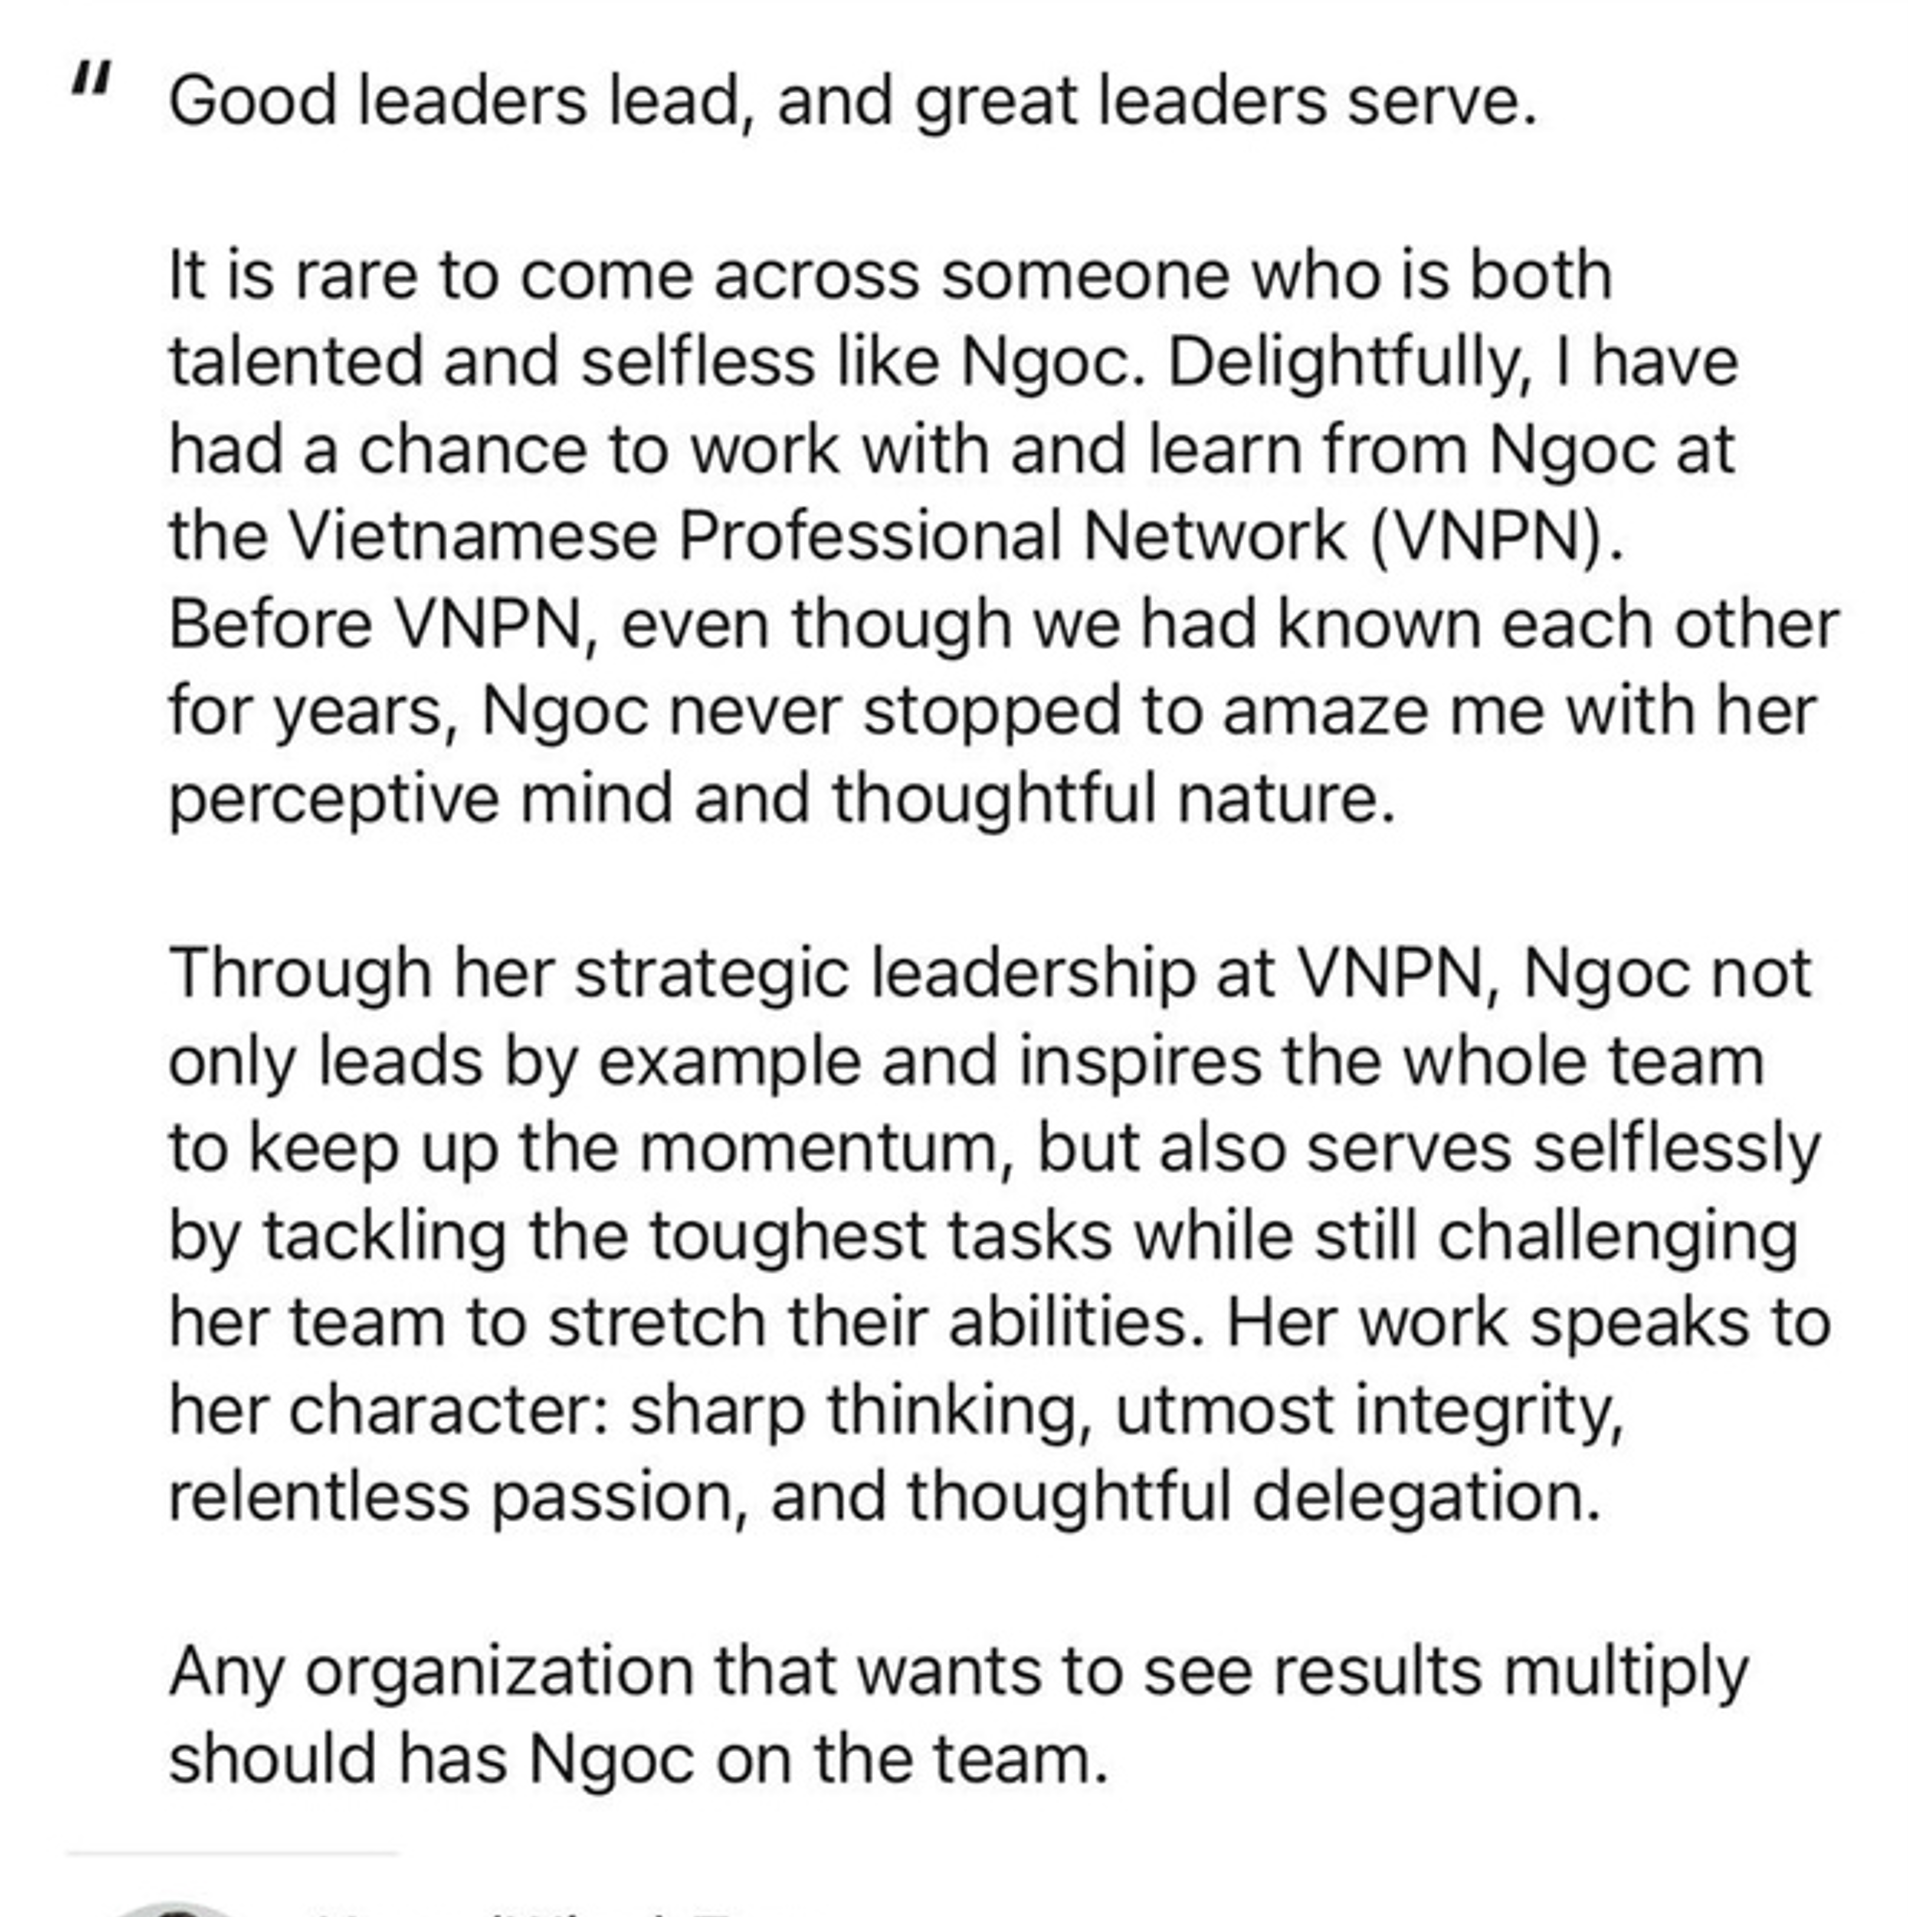 “ Good leaders lead, and great leaders serve.
It is rare to come across someone who is both
talented and selfless like Ngoc. Delightfully, I have
had a chance to work with and learn from Ngoc at
the Vietnamese Professional Network (VNPN).
Before VNPN, even though we had known each other
for years, Ngoc never stopped to amaze me with her
perceptive mind and thoughtful nature.
Through her strategic leadership at VNPN, Ngoc not
only leads by example and inspires the whole team
to keep up the momentum, but also serves selflessly
by tackling the toughest tasks while still challenging
her team to stretch their abilities. Her work speaks to
her character: sharp thinking, utmost integrity,
relentless passion, and thoughtful delegation.
Any organization that wants to see results multiply
should has Ngoc on the team.